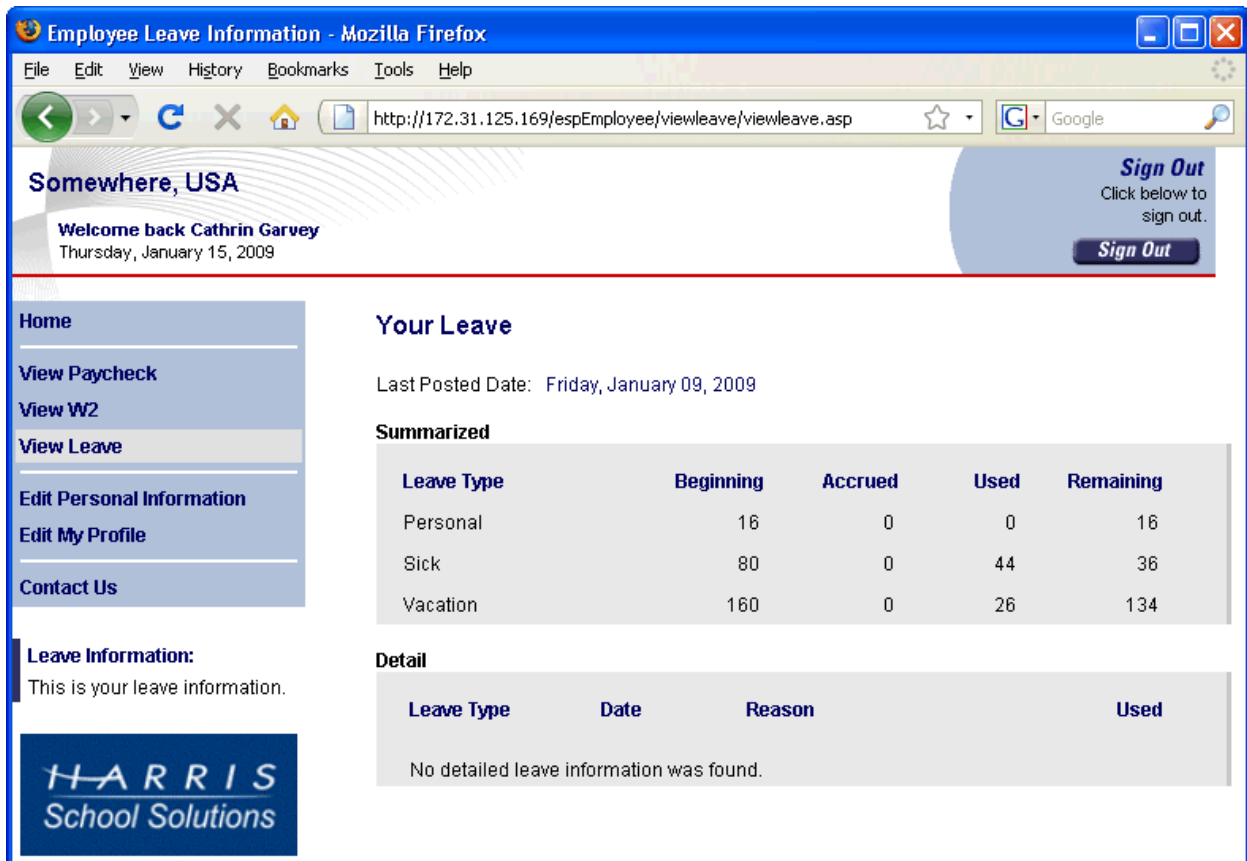 Employee Leave Information - Mozilla Firefox
File Edit View History Bookmarks Tools Help
http://172.31.125.169/espEmployee/viewleave/viewleave.asp G Google
Somewhere, USA
Welcome back Cathrin Garvey
Thursday, January 15, 2009
Sign Out
Click below to
sign out.
Sign Out
Home
View Paycheck
View W2
View Leave
Edit Personal Information
Edit My Profile
Contact Us
Leave Information:
This is your leave information.
HARRIS
School Solutions
Your Leave
Last Posted Date: Friday, January 09, 2009
Summarized
Leave Type Beginning Accrued Used Remaining
Personal 16 0 0 16
Sick 80 0 44 36
Vacation 160 0 26 134
Detail
Leave Type Date Reason Used
No detailed leave information was found.